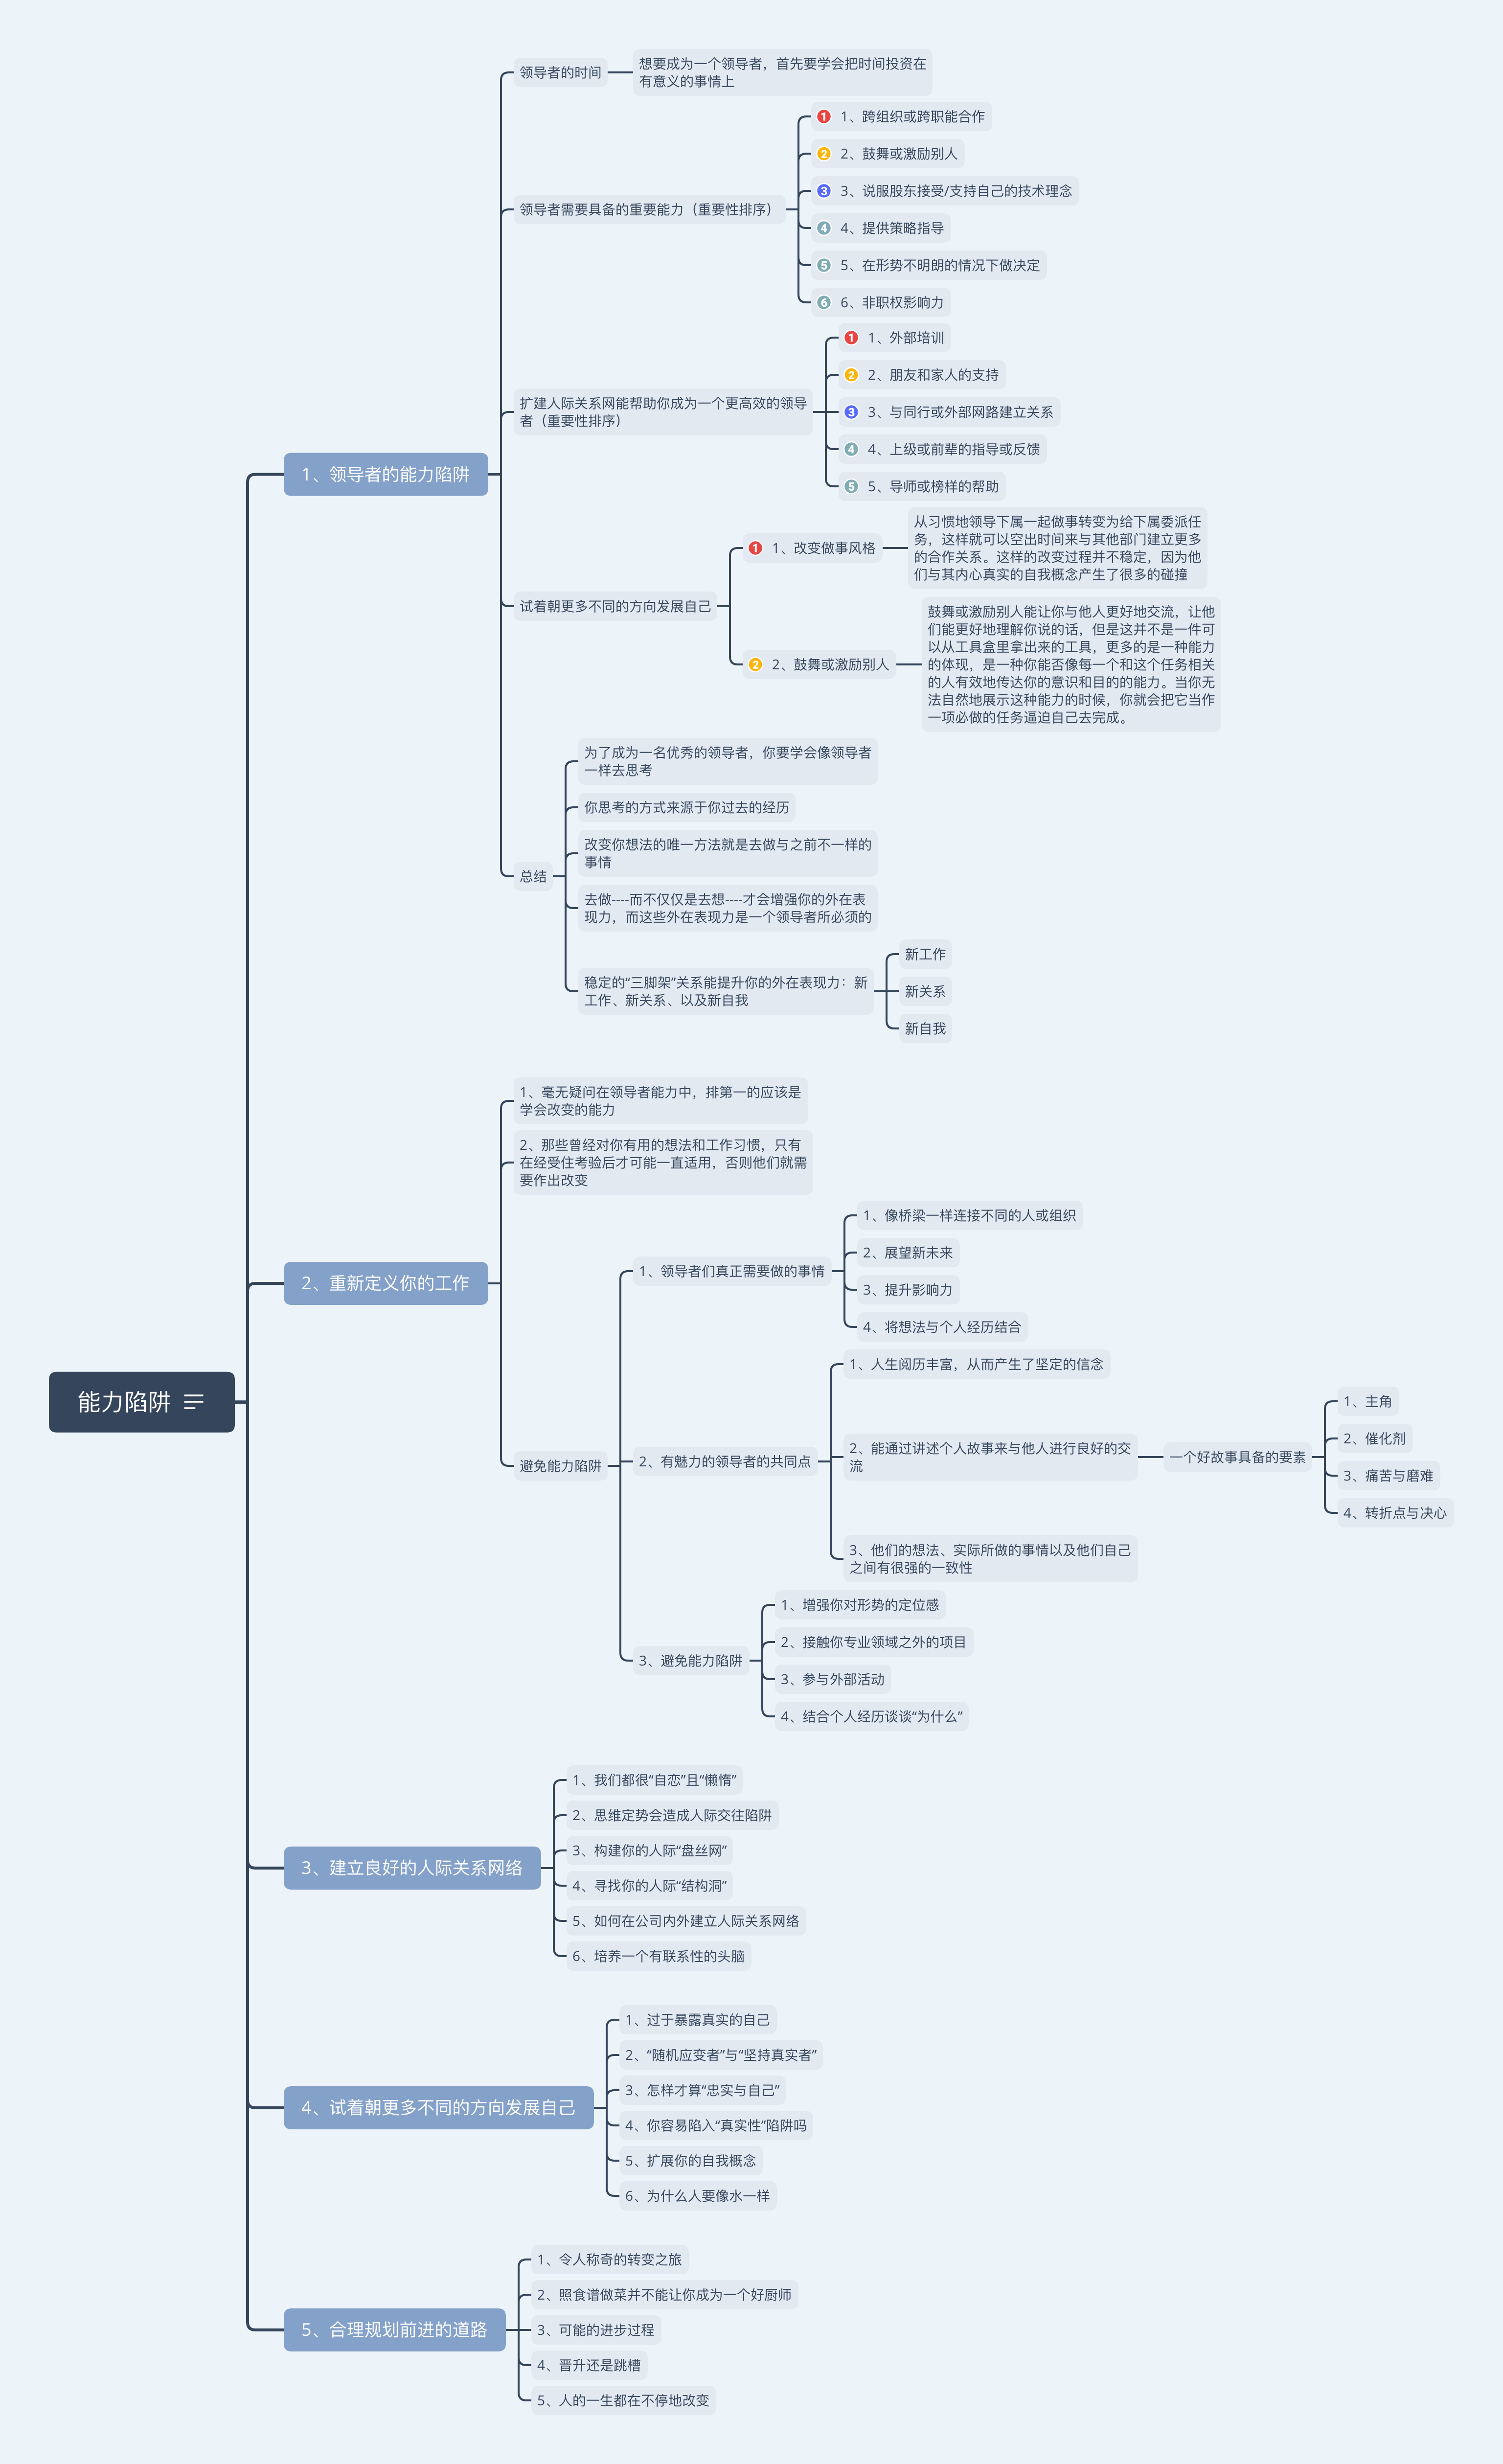 能力陷阱
1、领导者的能力陷阱
领导者的时间
想要成为一个领导者，首先要学会把时间投资在
有意义的事情上
领导者需要具备的重要能力（重要性排序）
1 1、跨组织或跨职能合作
2 2、鼓舞或激励别人
3 3、说服股东接受/支持自己的技术理念
4 4、提供策略指导
5 5、在形势不明朗的情况下做决定
6 6、非职权影响力
扩建人际关系网能帮助你成为一个更高效的领导
者（重要性排序）
1 1、外部培训
2 2、朋友和家人的支持
3 3、与同行或外部网路建立关系
4 4、上级或前辈的指导或反馈
5 5、导师或榜样的帮助
试着朝更多不同的方向发展自己
1 1、改变做事风格
从习惯地领导下属一起做事转变为给下属委派任
务，这样就可以空出时间来与其他部门建立更多
的合作关系。这样的改变过程并不稳定，因为他
们与其内心真实的自我概念产生了很多的碰撞
2 2、鼓舞或激励别人
鼓舞或激励别人能让你与他人更好地交流，让他
们能更好地理解你说的话，但是这并不是一件可
以从工具盒里拿出来的工具，更多的是一种能力
的体现，是一种你能否像每一个和这个任务相关
的人有效地传达你的意识和目的的能力。当你无
法自然地展示这种能力的时候，你就会把它当作
一项必做的任务逼迫自己去完成。
总结
为了成为一名优秀的领导者，你要学会像领导者
一样去思考
你思考的方式来源于你过去的经历
改变你想法的唯一方法就是去做与之前不一样的
事情
去做----而不仅仅是去想----才会增强你的外在表
现力，而这些外在表现力是一个领导者所必须的
稳定的“三脚架”关系能提升你的外在表现力：新
工作、新关系、以及新自我
新工作
新关系
新自我
2、重新定义你的工作
1、毫无疑问在领导者能力中，排第一的应该是
学会改变的能力
2、那些曾经对你有用的想法和工作习惯，只有
在经受住考验后才可能一直适用，否则他们就需
要作出改变
避免能力陷阱
1、领导者们真正需要做的事情
1、像桥梁一样连接不同的人或组织
2、展望新未来
3、提升影响力
4、将想法与个人经历结合
2、有魅力的领导者的共同点
1、人生阅历丰富，从而产生了坚定的信念
2、能通过讲述个人故事来与他人进行良好的交
流
一个好故事具备的要素
1、主角
2、催化剂
3、痛苦与磨难
4、转折点与决心
3、他们的想法、实际所做的事情以及他们自己
之间有很强的一致性
3、避免能力陷阱
1、增强你对形势的定位感
2、接触你专业领域之外的项目
3、参与外部活动
4、结合个人经历谈谈“为什么”
3、建立良好的人际关系网络
1、我们都很“自恋”且“懒惰”
2、思维定势会造成人际交往陷阱
3、构建你的人际“盘丝网”
4、寻找你的人际“结构洞”
5、如何在公司内外建立人际关系网络
6、培养一个有联系性的头脑
4、试着朝更多不同的方向发展自己
1、过于暴露真实的自己
2、“随机应变者”与“坚持真实者”
3、怎样才算“忠实与自己”
4、你容易陷入“真实性”陷阱吗
5、扩展你的自我概念
6、为什么人要像水一样
5、合理规划前进的道路
1、令人称奇的转变之旅
2、照食谱做菜并不能让你成为一个好厨师
3、可能的进步过程
4、晋升还是跳槽
5、人的一生都在不停地改变